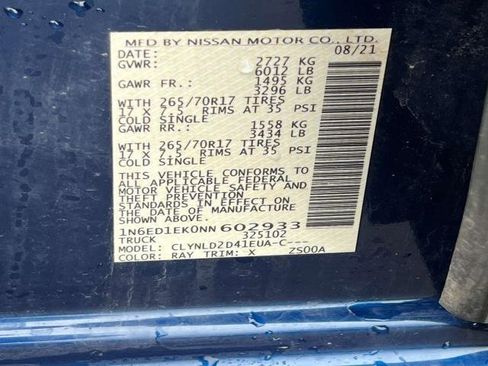 MFD BY NISSAN MOTOR CO., LTD.
DATE: 08/21
GVWR: 2727 KG
6012 LB
GAWR FR.: 1495 KG
3296 LB
WITH 265/70R17 TIRES
17 X 7.5 RIMS AT 35 PSI
COLD SINGLE
GAWR RR.: 1558 KG
3434 LB
WITH 265/70R17 TIRES
17 X 7.5 RIMS AT 35 PSI
COLD SINGLE
THIS VEHICLE CONFORMS TO
ALL APPLICABLE FEDERAL
MOTOR VEHICLE SAFETY AND
THEFT PREVENTION
STANDARDS IN EFFECT ON
THE DATE OF MANUFACTURE
SHOWN ABOVE.
1N6ED1EK0NN602933
TRUCK 325102
MODEL: CLYNLD2D41EUA-C---
COLOR: RAY TRIM: X ZS00A